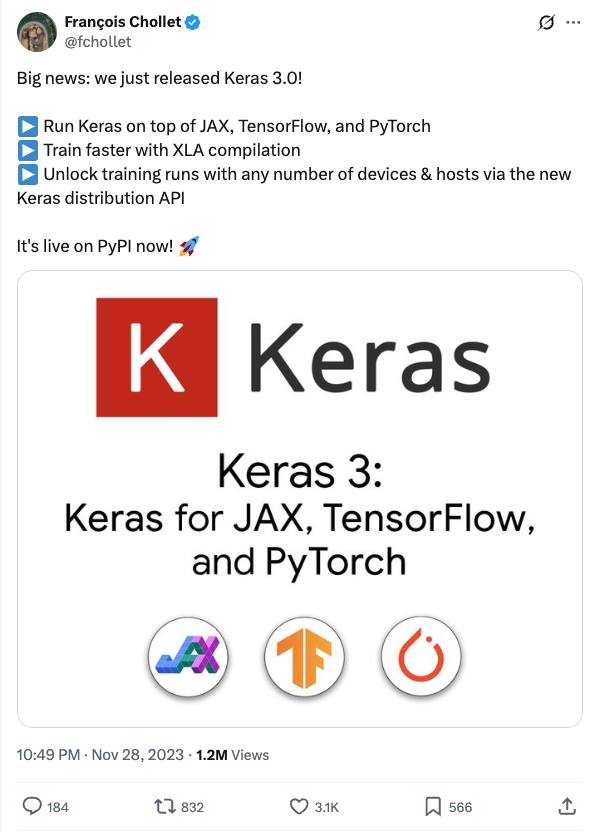 François Chollet
@fchollet
Big news: we just released Keras 3.0!
▶️ Run Keras on top of JAX, TensorFlow, and PyTorch
▶️ Train faster with XLA compilation
▶️ Unlock training runs with any number of devices & hosts via the new
Keras distribution API
It's live on PyPI now! 🚀
K Keras
Keras 3:
Keras for JAX, TensorFlow,
and PyTorch
JAX
TF
10:49 PM · Nov 28, 2023 · 1.2M Views
184 832 3.1K 566